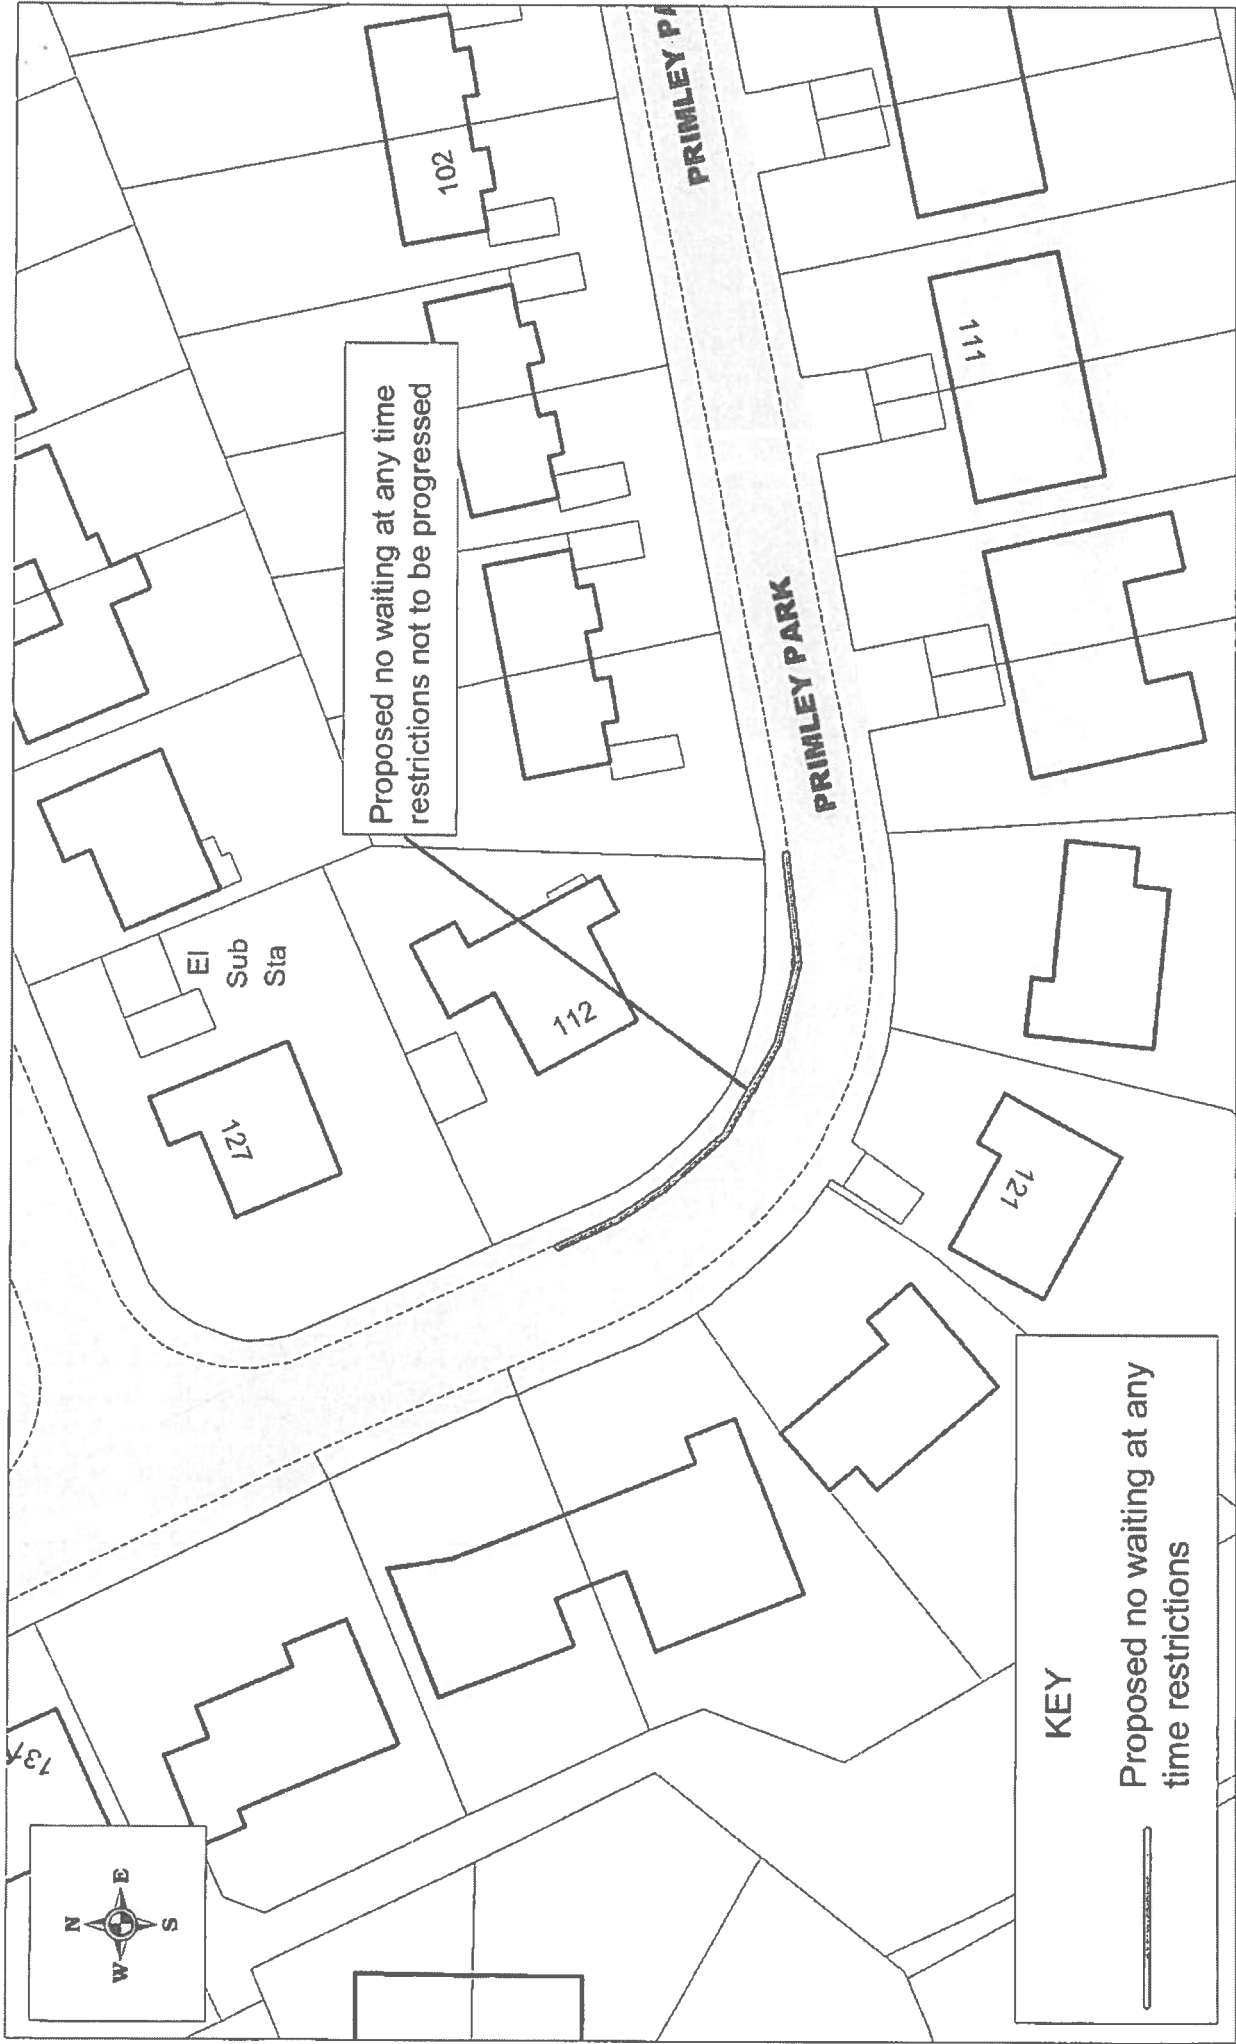 Proposed no waiting at any time
restrictions not to be progressed
102
PRIMLEY PA
111
PRIMLEY PARK
El
Sub
Sta
112
127
121
N
W E
S
KEY
Proposed no waiting at any
time restrictions